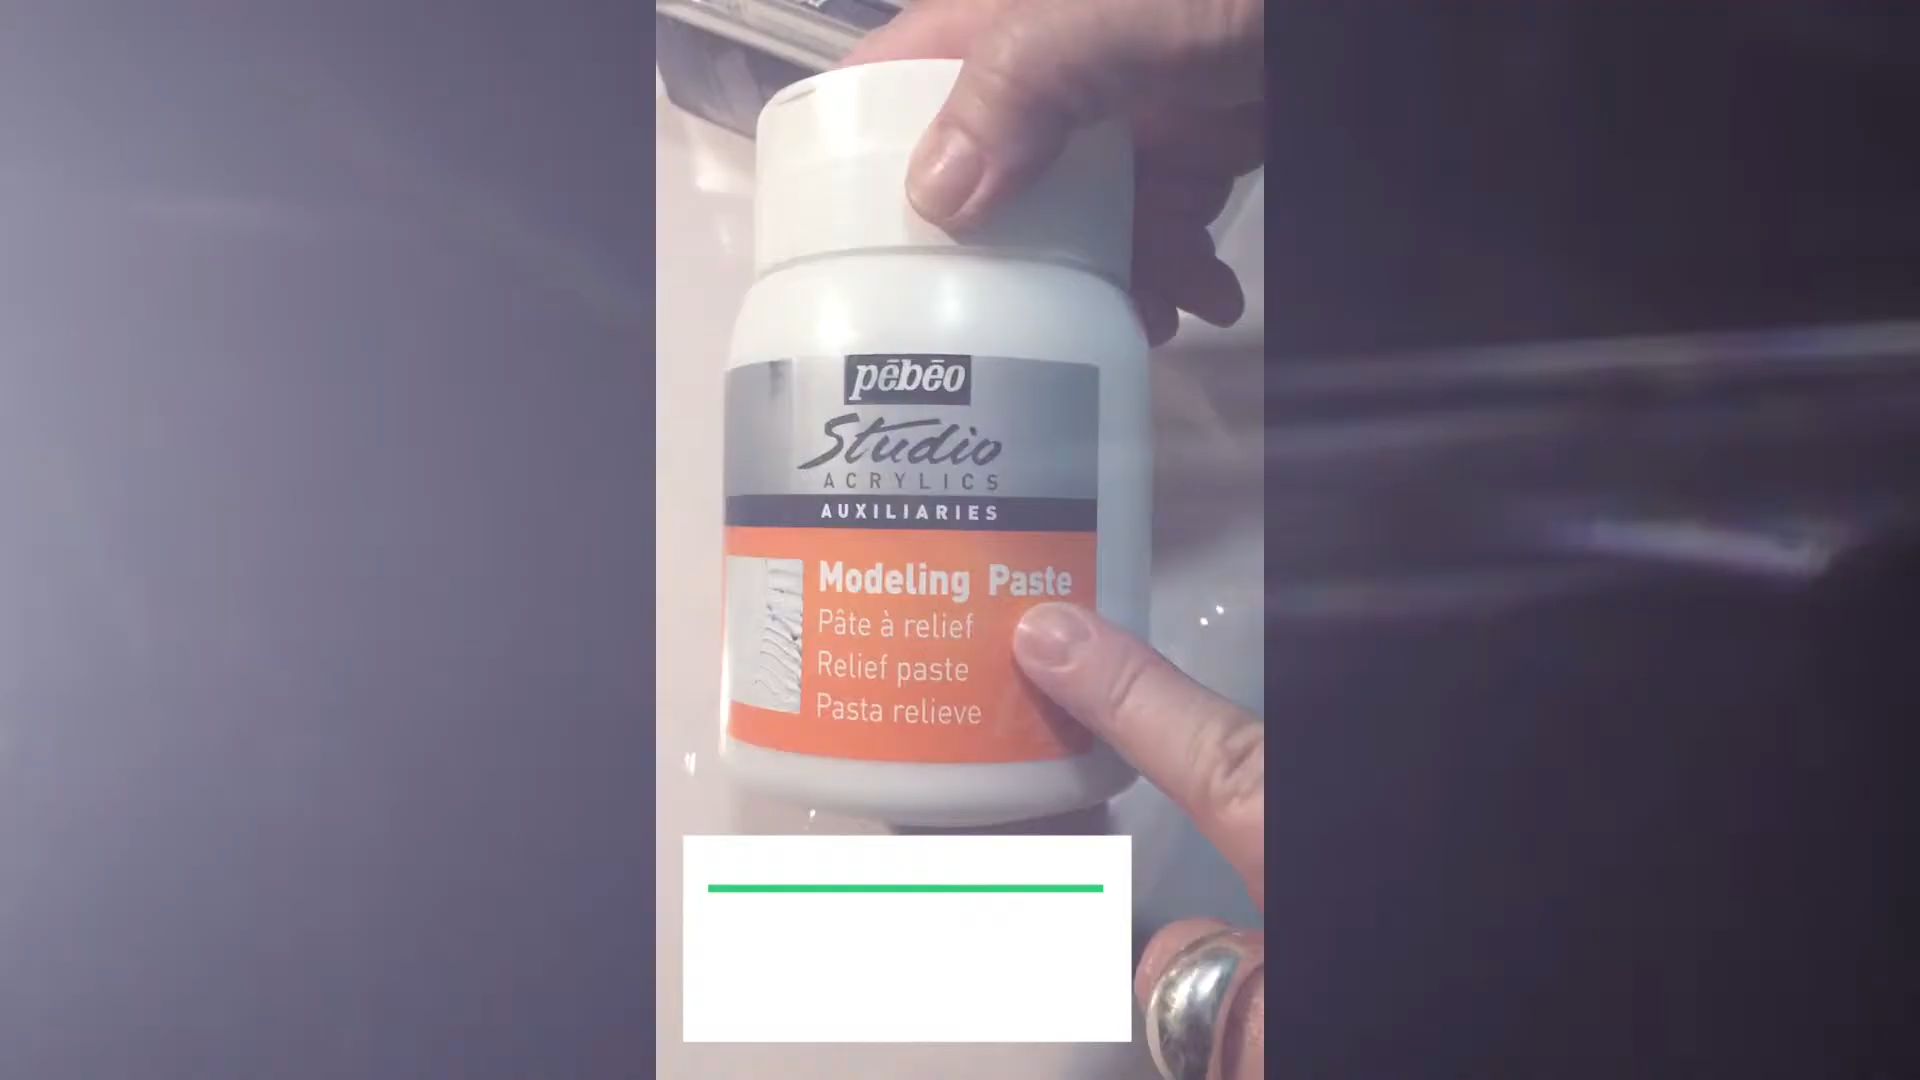 pēbēo
Studio
ACRYLICS
AUXILIARIES
Modeling Paste
Pâte à relief
Relief paste
Pasta relieve